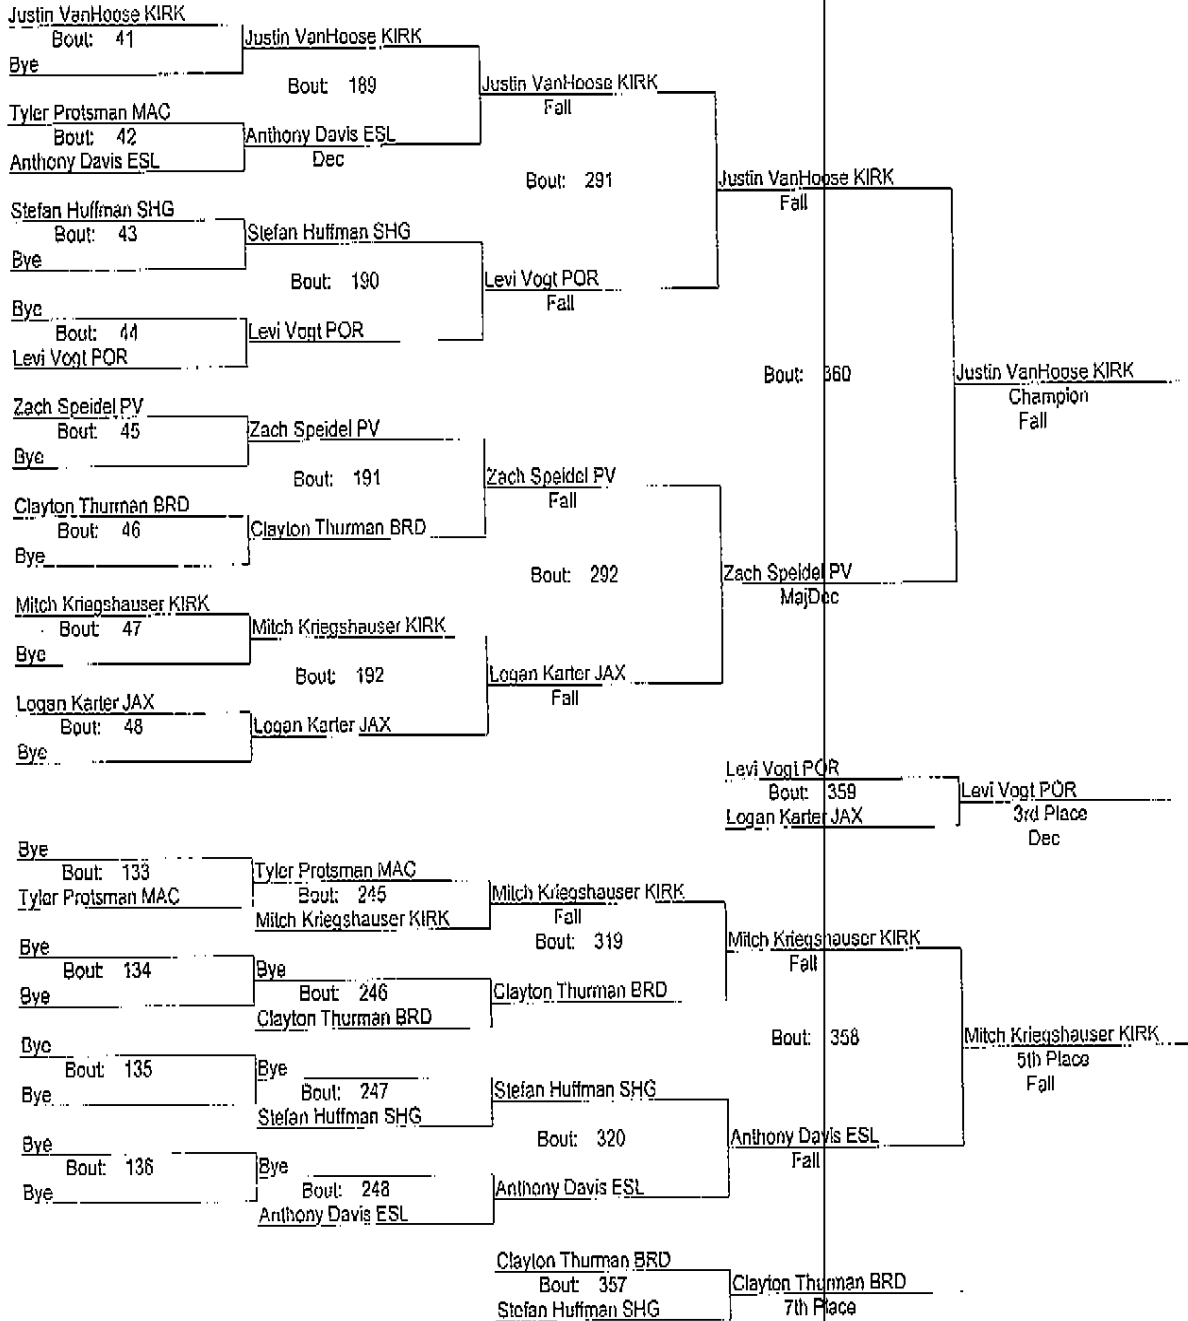 Justin VanHoose KIRK
Bout: 41
Bye
Justin VanHoose KIRK
Bout: 189
Tyler Protsman MAC
Bout: 42
Anthony Davis ESL
Anthony Davis ESL
Dec
Justin VanHoose KIRK
Fall
Bout: 291
Stefan Huffman SHG
Bout: 43
Bye
Stefan Huffman SHG
Bout: 190
Bye
Bout: 44
Levi Vogt POR
Levi Vogt POR
Levi Vogt POR
Fall
Justin VanHoose KIRK
Fall
Bout: 360
Justin VanHoose KIRK
Champion
Fall
Zach Speidel PV
Bout: 45
Bye
Zach Speidel PV
Bout: 191
Clayton Thurman BRD
Bout: 46
Bye
Clayton Thurman BRD
Zach Speidel PV
Fall
Bout: 292
Mitch Kriegshauser KIRK
Bout: 47
Bye
Mitch Kriegshauser KIRK
Bout: 192
Logan Karter JAX
Bout: 48
Bye
Logan Karter JAX
Logan Karter JAX
Fall
Zach Speidel PV
MajDec
Levi Vogt POR
Bout: 359
Logan Karter JAX
Levi Vogt POR
3rd Place
Dec
Bye
Bout: 133
Tyler Protsman MAC
Tyler Protsman MAC
Bout: 245
Mitch Kriegshauser KIRK
Mitch Kriegshauser KIRK
Fall
Bout: 319
Bye
Bout: 134
Bye
Bye
Bout: 246
Clayton Thurman BRD
Clayton Thurman BRD
Mitch Kriegshauser KIRK
Fall
Bout: 358
Mitch Kriegshauser KIRK
5th Place
Fall
Bye
Bout: 135
Bye
Bye
Bout: 247
Stefan Huffman SHG
Stefan Huffman SHG
Bout: 320
Bye
Bout: 136
Bye
Bye
Bout: 248
Anthony Davis ESL
Anthony Davis ESL
Anthony Davis ESL
Fall
Clayton Thurman BRD
Bout: 357
Stefan Huffman SHG
Clayton Thurman BRD
7th Place